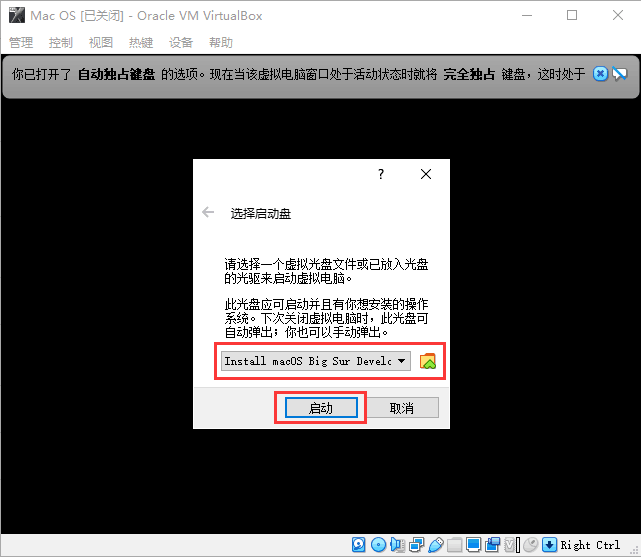 Mac OS [已关闭] - Oracle VM VirtualBox
管理 控制 视图 热键 设备 帮助
你已打开了 自动独占键盘 的选项。现在当该虚拟电脑窗口处于活动状态时就将 完全独占 键盘，这时处于
?
选择启动盘
请选择一个虚拟光盘文件或已放入光盘
的光驱来启动虚拟电脑。
此光盘应可启动并且有你想安装的操作
系统。下次关闭虚拟电脑时，此光盘可
自动弹出；你也可以手动弹出。
Install macOS Big Sur Develo
启动 取消
Right Ctrl